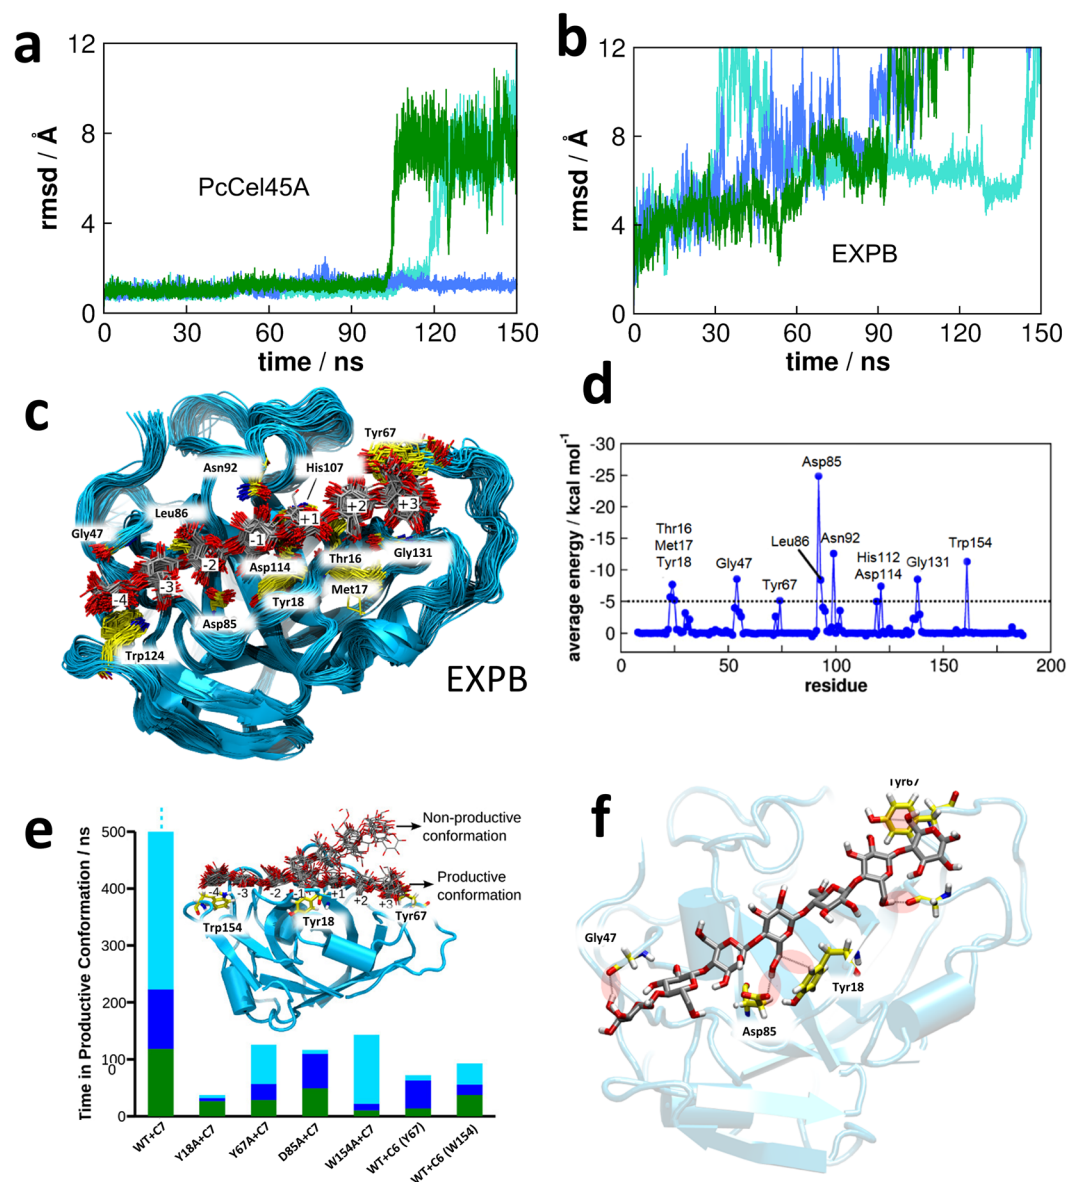 a
12
8
4
0
rmsd / Å
PcCel45A
0 30 60 90 120 150
time / ns
b
12
8
4
0
rmsd / Å
EXPB
0 30 60 90 120 150
time / ns
c
Tyr67
Asn92
His107
Leu86
Gly47
+3
+2
+1
-1
-2
-3
-4
Thr16
Gly131
Asp114
Met17
Tyr18
Asp85
Trp124
EXPB
d
-30
-25
-20
-15
-10
-5
0
average energy / kcal mol⁻¹
Asp85
Thr16
Met17
Tyr18
Gly47
Tyr67
Leu86
Asn92
His112
Asp114
Gly131
Trp154
0 50 100 150 200
residue
e
500
400
300
200
100
0
0
Time in Productive Conformation / ns
Non-productive
conformation
Productive
conformation
-4 -3 -2 -1 +1 +2 +3
Trp154
Tyr18
Tyr67
WT+C7
Y18A+C7
Y67A+C7
D85A+C7
W154A+C7
WT+C6 (Y67)
WT+C6 (W154)
f
Tyr67
Gly47
Tyr18
Asp85